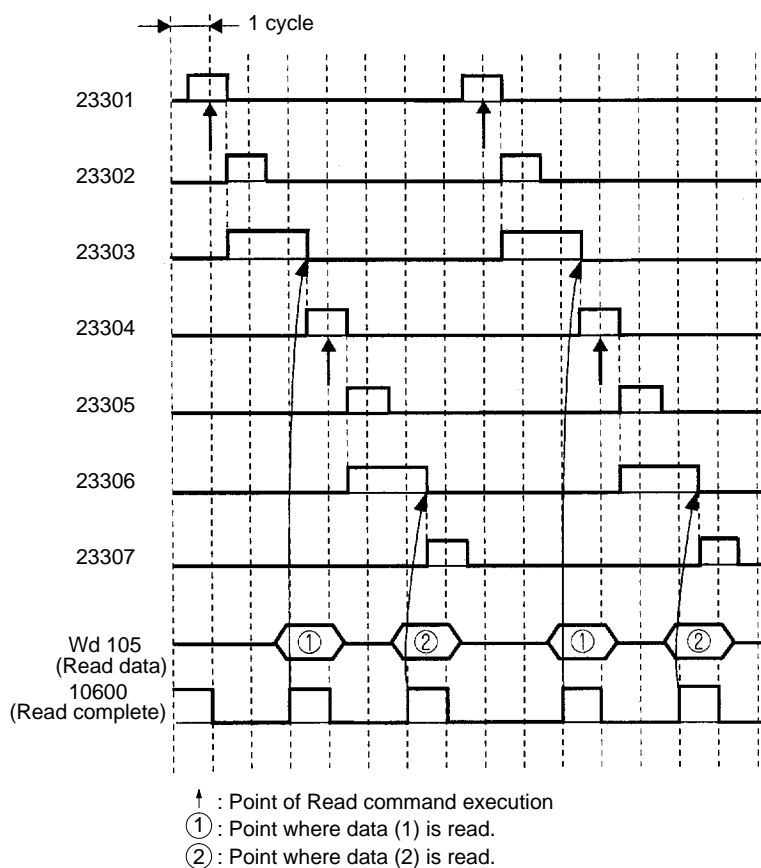 1 cycle
23301
23302
23303
23304
23305
23306
23307
Wd 105
(Read data)
① ② ① ②
10600
(Read complete)
↑ : Point of Read command execution
① : Point where data (1) is read.
② : Point where data (2) is read.